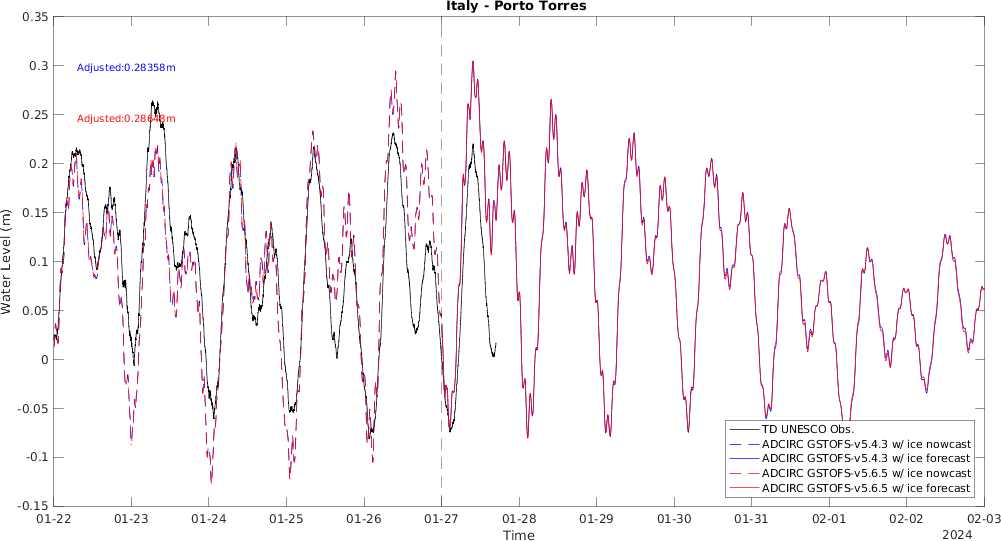 Italy - Porto Torres
0.35
0.3
0.25
0.2
0.15
0.1
0.05
0
-0.05
-0.1
-0.15
Water Level (m)
Adjusted:0.28358m
Adjusted:0.28648m
TD UNESCO Obs.
ADCIRC GSTOFS-v5.4.3 w/ ice nowcast
ADCIRC GSTOFS-v5.4.3 w/ ice forecast
ADCIRC GSTOFS-v5.6.5 w/ ice nowcast
ADCIRC GSTOFS-v5.6.5 w/ ice forecast
01-22 01-23 01-24 01-25 01-26 01-27 01-28 01-29 01-30 01-31 02-01 02-02 02-03
Time
2024